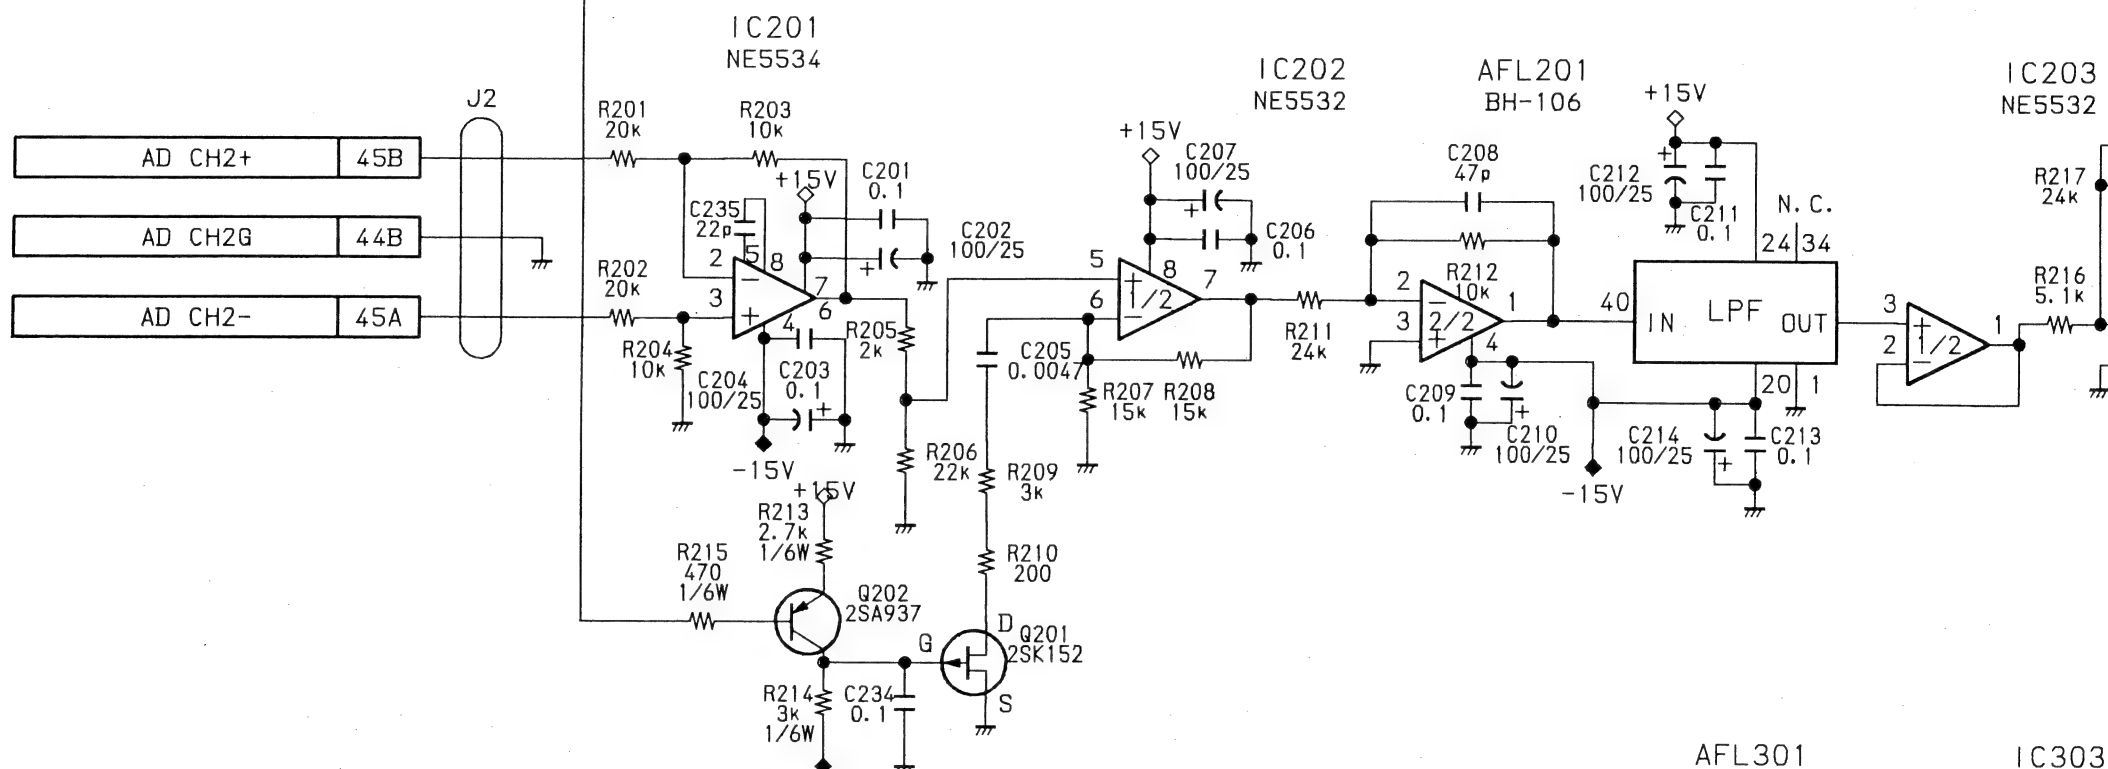 IC201
NE5534
IC202
NE5532
AFL201
BH-106
IC203
NE5532
J2
AD CH2+ 45B
AD CH2G 44B
AD CH2- 45A
R201
20k
R203
10k
+15V
C201
0.1
C235
22p
C202
100/25
2
5
8
7
3
4
6
R202
20k
R204
10k
C204
100/25
C203
0.1
-15V
R205
2k
R206
22k
+15V
C207
100/25
C206
0.1
5
8
7
6
1/2
C205
0.0047
R207
15k
R208
15k
R209
3k
R210
200
R211
24k
C208
47p
R212
10k
2
3
2/2
1
4
C209
0.1
C210
100/25
-15V
+15V
C212
100/25
C211
0.1
N.C.
24
34
40
IN
LPF
OUT
20
1
C214
100/25
C213
0.1
3
2
1/2
1
R216
5.1k
R217
24k
+15V
R213
2.7k
1/6W
R215
470
1/6W
Q202
2SA937
G
D
S
Q201
2SK152
R214
3k
1/6W
C234
0.1
AFL301
IC303